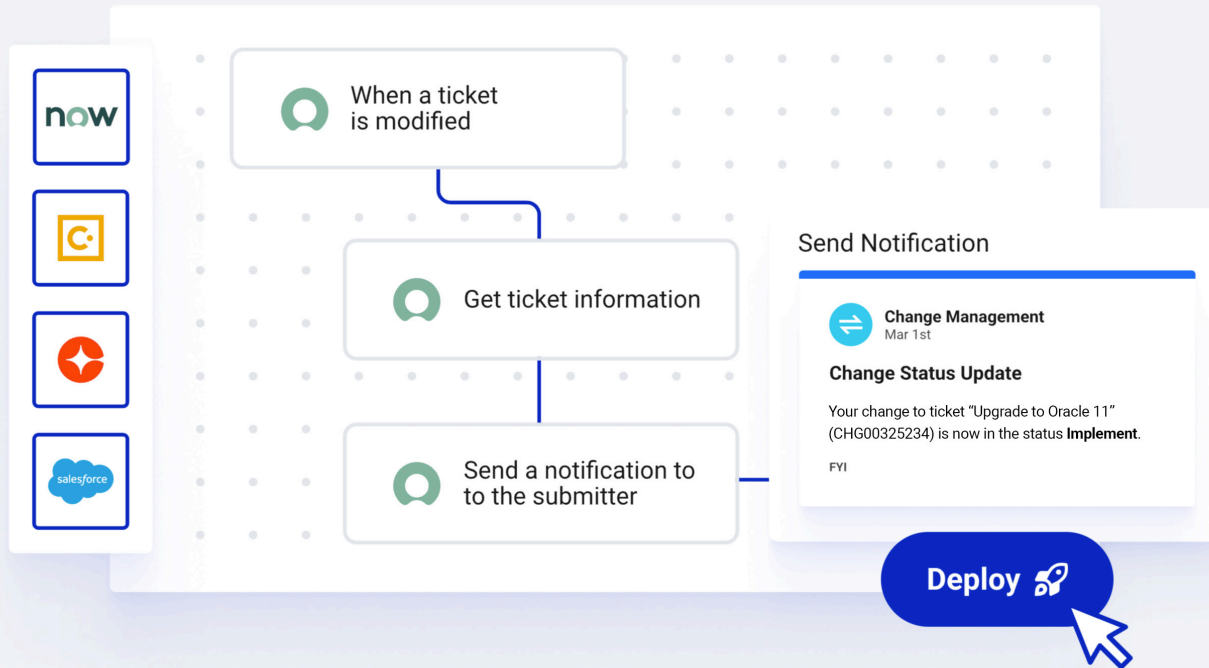 now
C
salesforce
When a ticket
is modified
Get ticket information
Send a notification to
to the submitter
Send Notification
Change Management
Mar 1st
Change Status Update
Your change to ticket “Upgrade to Oracle 11”
(CHG00325234) is now in the status Implement.
FYI
Deploy